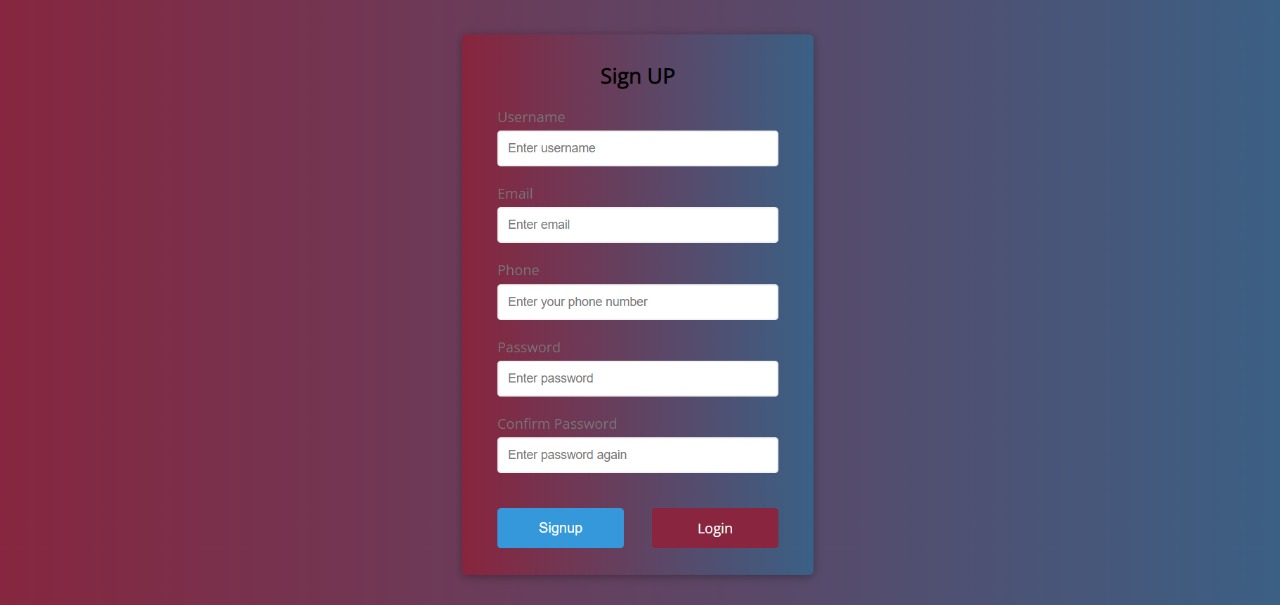 Sign UP
Username
Enter username
Email
Enter email
Phone
Enter your phone number
Password
Enter password
Confirm Password
Enter password again
Signup Login